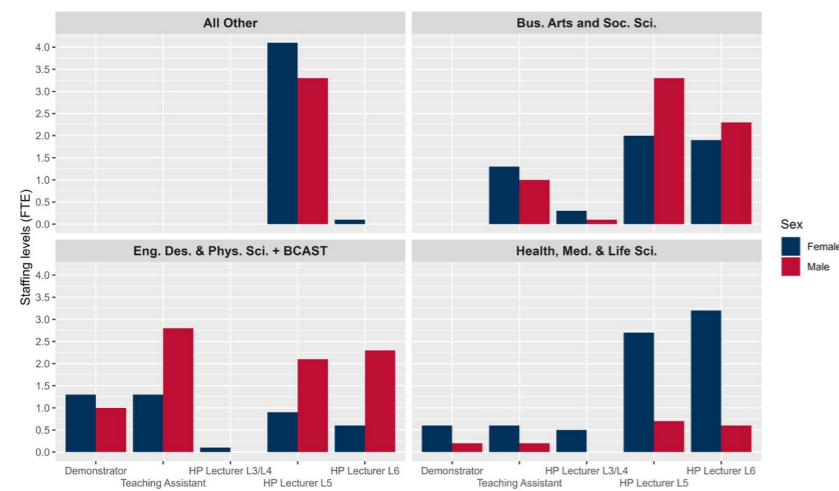 All Other
Bus. Arts and Soc. Sci.
4.0
3.5
3.0
2.5
2.0
1.5
1.0
0.5
0.0
Staffing levels (FTE)
Eng. Des. & Phys. Sci. + BCAST
Health, Med. & Life Sci.
4.0
3.5
3.0
2.5
2.0
1.5
1.0
0.5
0.0
Demonstrator
Teaching Assistant
HP Lecturer L3/L4
HP Lecturer L5
HP Lecturer L6
Demonstrator
Teaching Assistant
HP Lecturer L3/L4
HP Lecturer L5
HP Lecturer L6
Sex
Female
Male